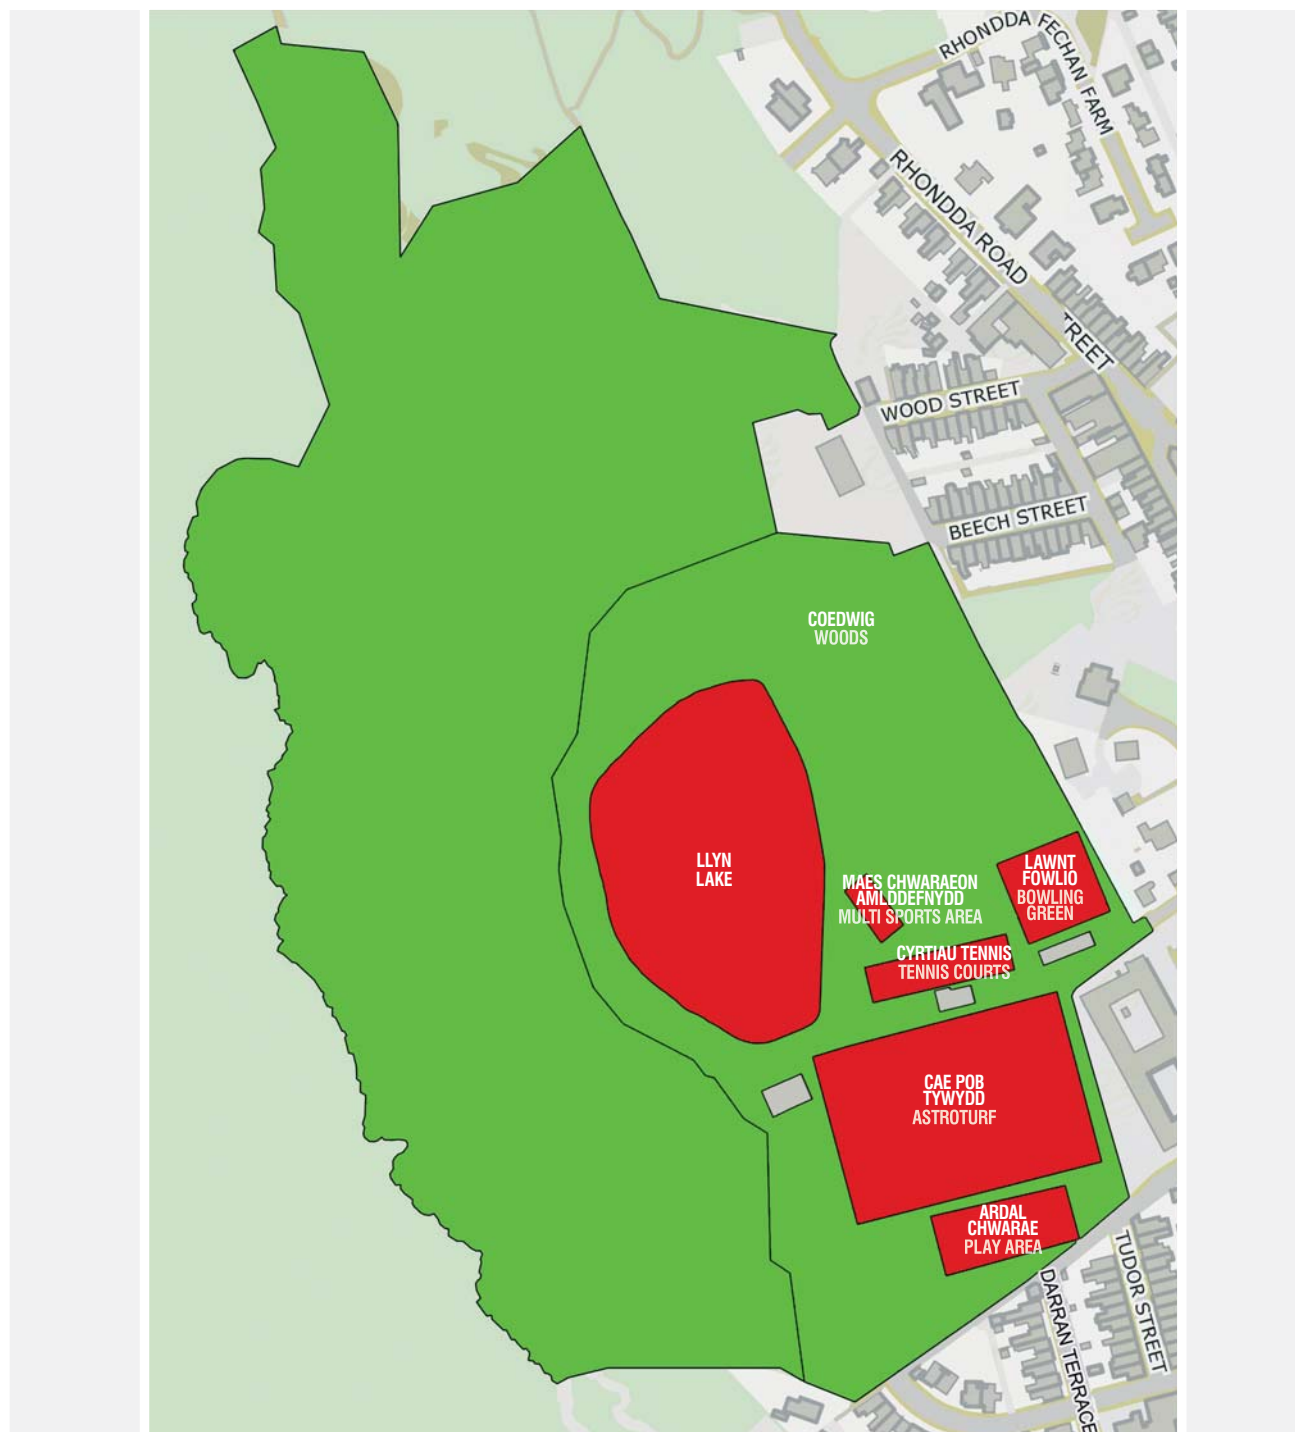 RHONDDA
FECHAN FARM
RHONDDA ROAD
TREET
WOOD STREET
BEECH STREET
COEDWIG
WOODS
LLYN
LAKE
MAES CHWARAEON
AMLDDEFNYDD
MULTI SPORTS AREA
LAWNT
FOWLIO
BOWLING
GREEN
CYRTIAU TENNIS
TENNIS COURTS
CAE POB
TYWYDD
ASTROTURF
ARDAL
CHWARAE
PLAY AREA
TUDOR STREET
DARRAN TERRACE